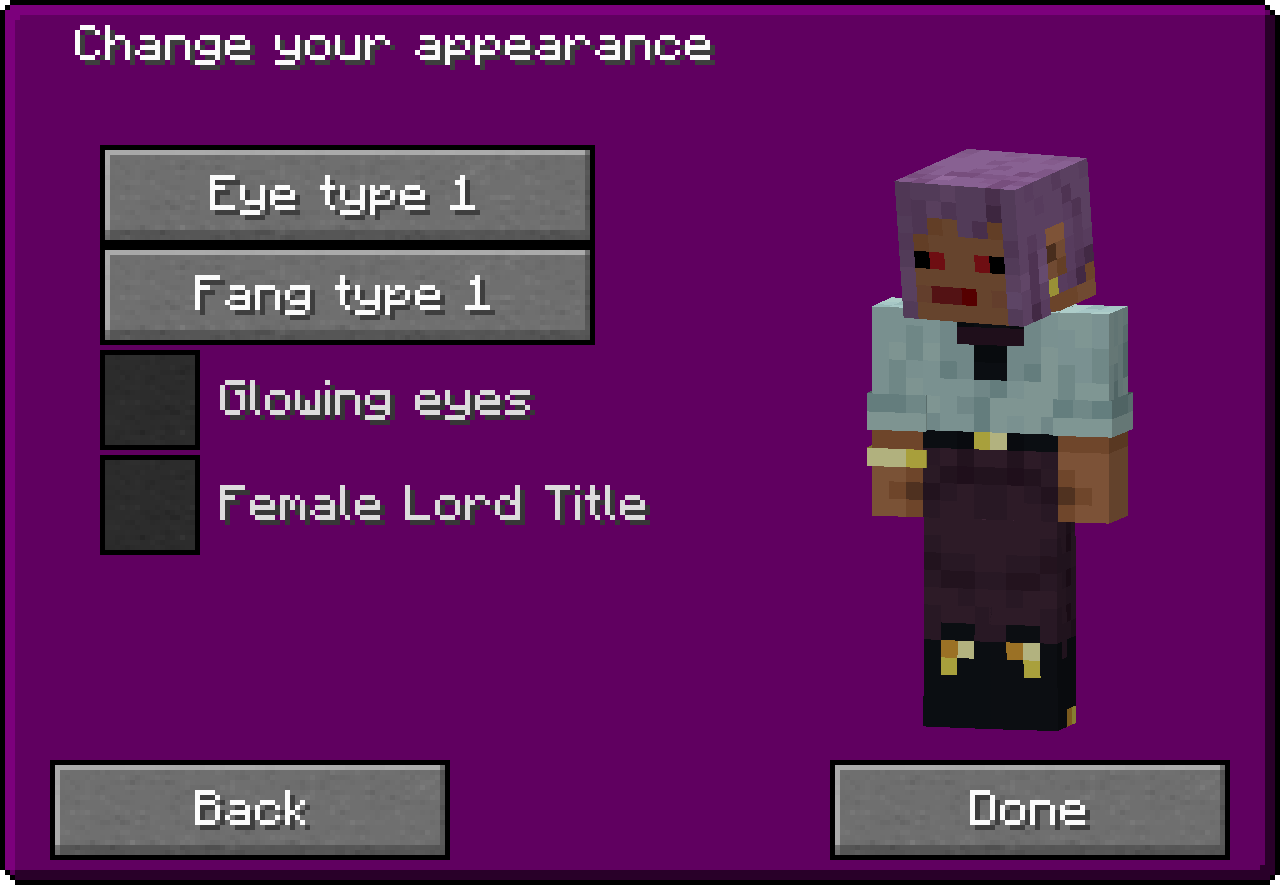 Change your appearance
Eye type 1
Fang type 1
Glowing eyes
Female Lord Title
Back
Done